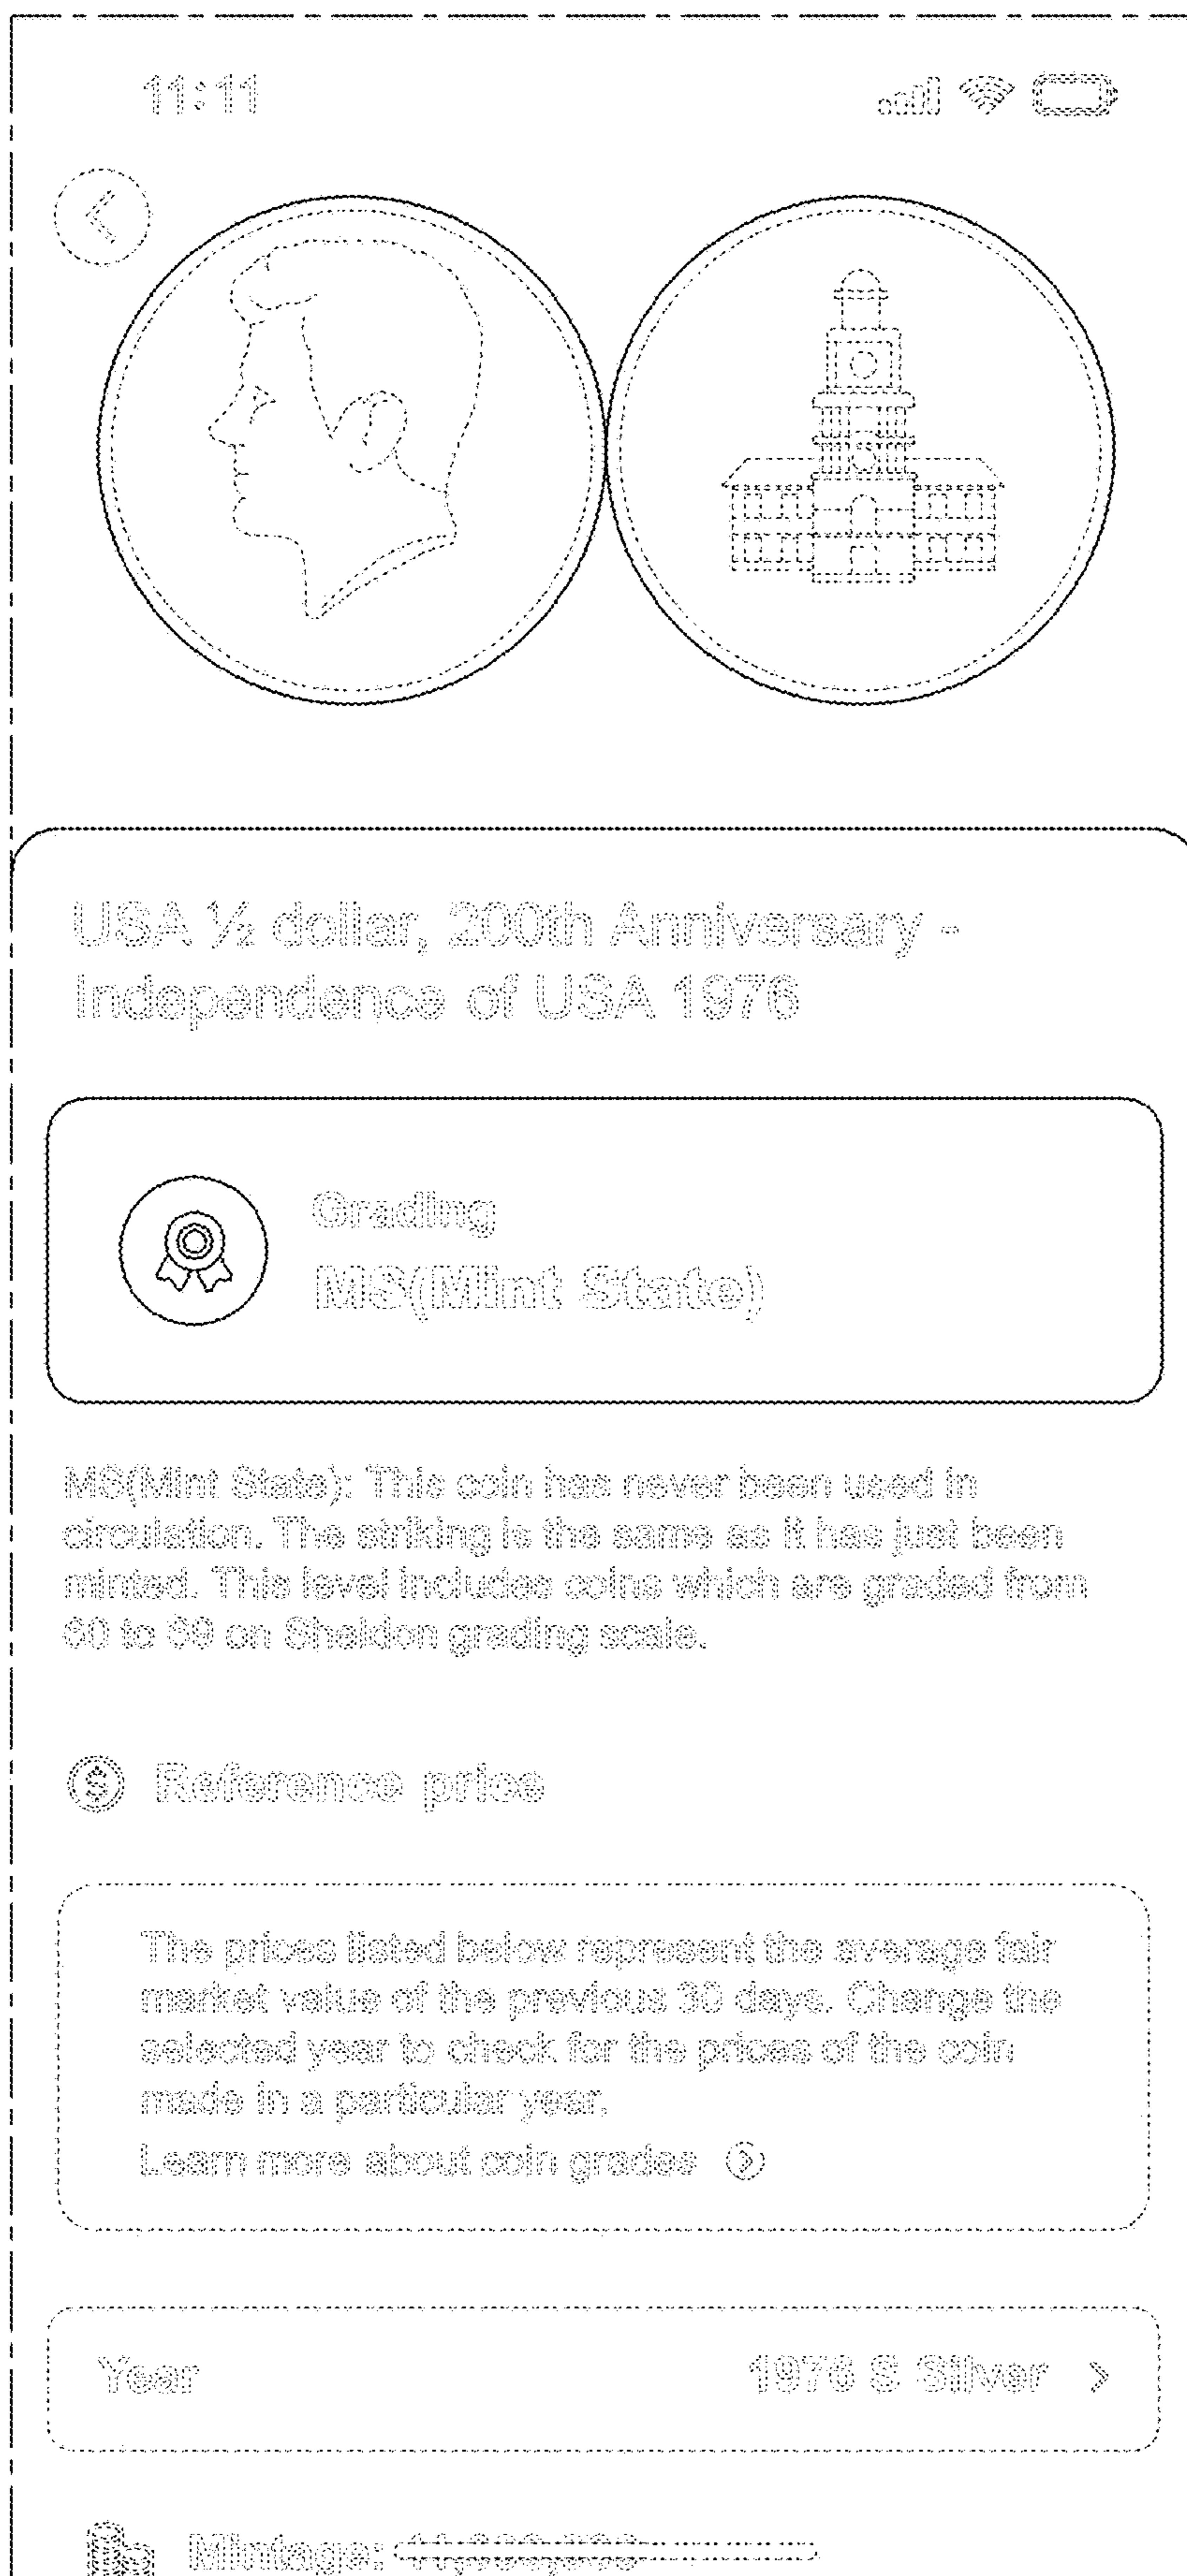 11:11
USA ½ dollar, 200th Anniversary -
Independence of USA 1976
Grading
MS(Mint State)
MS(Mint State): This coin has never been used in
circulation. The striking is the same as it has just been
minted. This level includes coins which are graded from
60 to 69 on Sheldon grading scale.
$ Reference price
The prices listed below represent the average fair
market value of the previous 30 days. Change the
selected year to check for the prices of the coin
made in a particular year.
Learn more about coin grades
Year 1976 S Silver
Mintage: